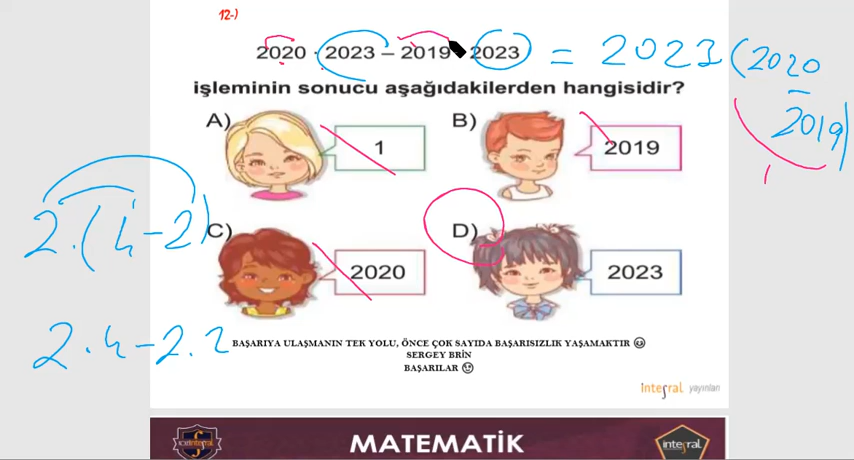 12-)
2020 · 2023 – 2019 · 2023 = 2023 (2020 – 2019)
1
işleminin sonucu aşağıdakilerden hangisidir?
A) 1
B) 2019
C) 2020
D) 2023
2.(4-2)
2.4-2.2
BAŞARIYA ULAŞMANIN TEK YOLU, ÖNCE ÇOK SAYIDA BAŞARISIZLIK YAŞAMAKTIR 😀
SERGEY BRİN
BAŞARILAR 😀
integral yayınları
MATEMATİK
integral